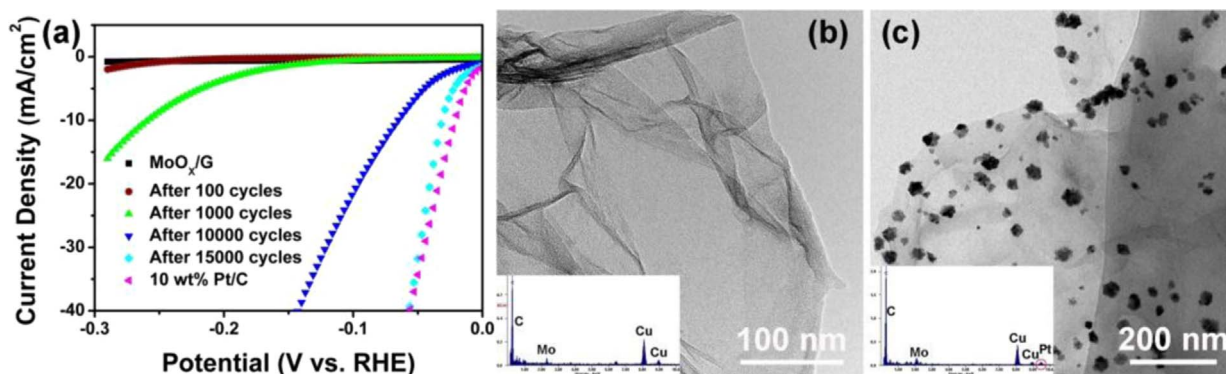 (a)
Current Density (mA/cm²)
0
-10
-20
-30
-40
MoOₓ/G
After 100 cycles
After 1000 cycles
After 10000 cycles
After 15000 cycles
10 wt% Pt/C
-0.3
-0.2
-0.1
0.0
Potential (V vs. RHE)
(b)
C
Mo
Cu
Cu
100 nm
(c)
C
Mo
Cu
Cu
Pt
200 nm